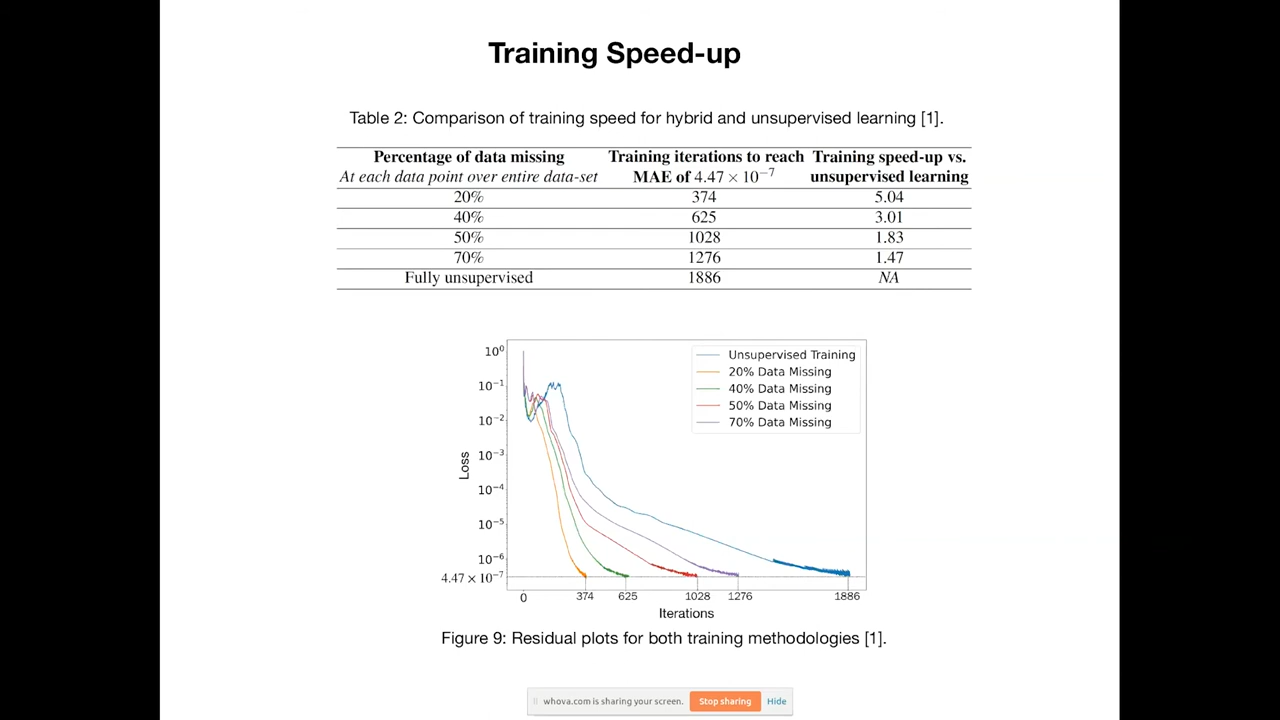 Training Speed-up
Table 2: Comparison of training speed for hybrid and unsupervised learning [1].
Percentage of data missing Training iterations to reach Training speed-up vs.
At each data point over entire data-set MAE of 4.47 × 10⁻⁷ unsupervised learning
20% 374 5.04
40% 625 3.01
50% 1028 1.83
70% 1276 1.47
Fully unsupervised 1886 NA
Unsupervised Training
20% Data Missing
40% Data Missing
50% Data Missing
70% Data Missing
10⁰
10⁻¹
10⁻²
10⁻³
10⁻⁴
10⁻⁵
10⁻⁶
4.47 × 10⁻⁷
Loss
0 374 625 1028 1276 1886
Iterations
Figure 9: Residual plots for both training methodologies [1].
whova.com is sharing your screen. Stop sharing Hide